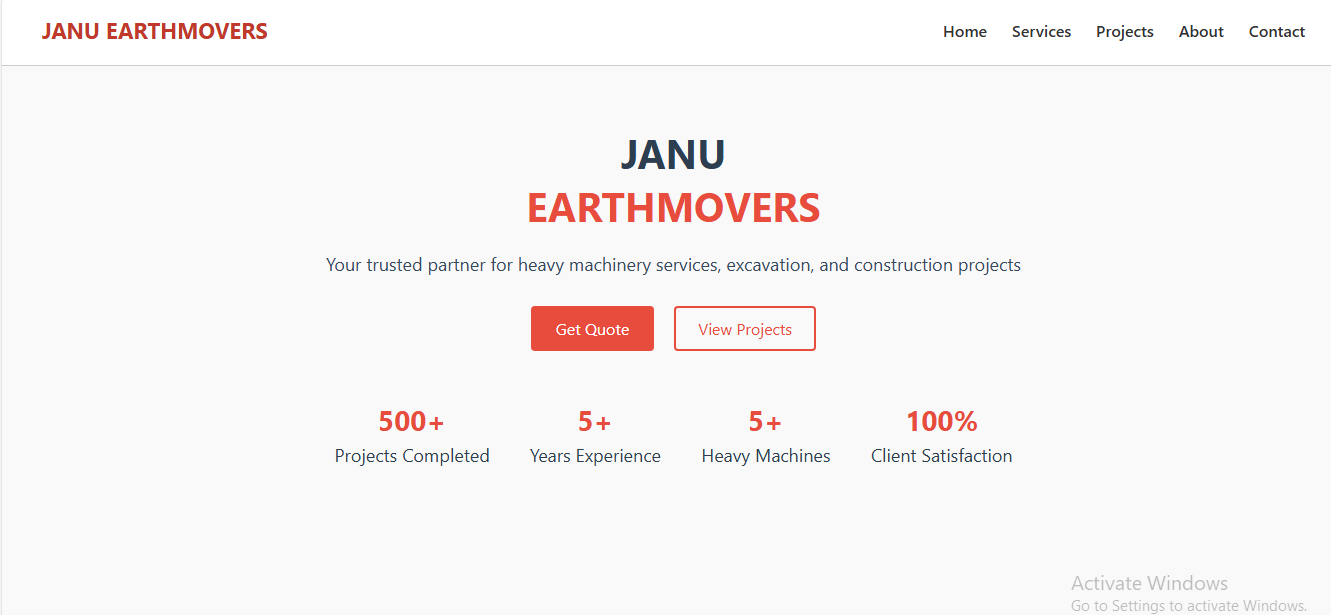 JANU EARTHMOVERS
Home Services Projects About Contact
JANU
EARTHMOVERS
Your trusted partner for heavy machinery services, excavation, and construction projects
Get Quote View Projects
500+ 5+ 5+ 100%
Projects Completed Years Experience Heavy Machines Client Satisfaction
Activate Windows
Go to Settings to activate Windows.